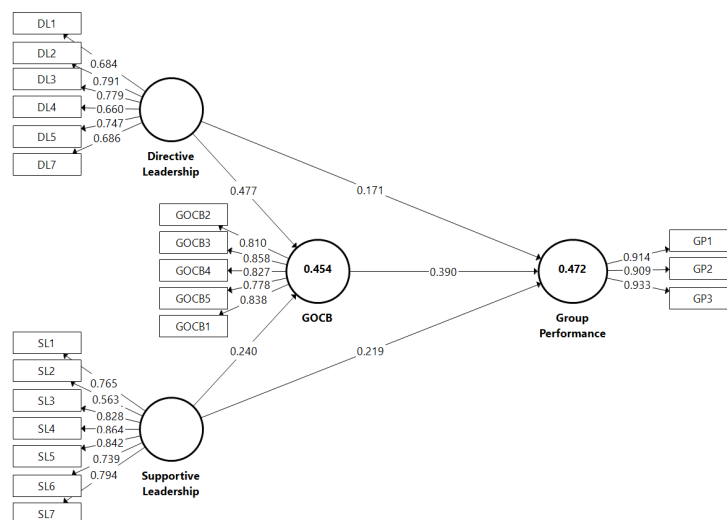 DL1
DL2
DL3
DL4
DL5
DL7
0.684
0.791
0.779
0.660
0.747
0.686
Directive
Leadership
0.477
0.171
GOCB2
GOCB3
GOCB4
GOCB5
GOCB1
0.810
0.858
0.827
0.778
0.838
0.454
GOCB
0.390
0.472
Group
Performance
0.914
0.909
0.933
GP1
GP2
GP3
0.240
0.219
SL1
SL2
SL3
SL4
SL5
SL6
SL7
0.765
0.563
0.828
0.864
0.842
0.739
0.794
Supportive
Leadership